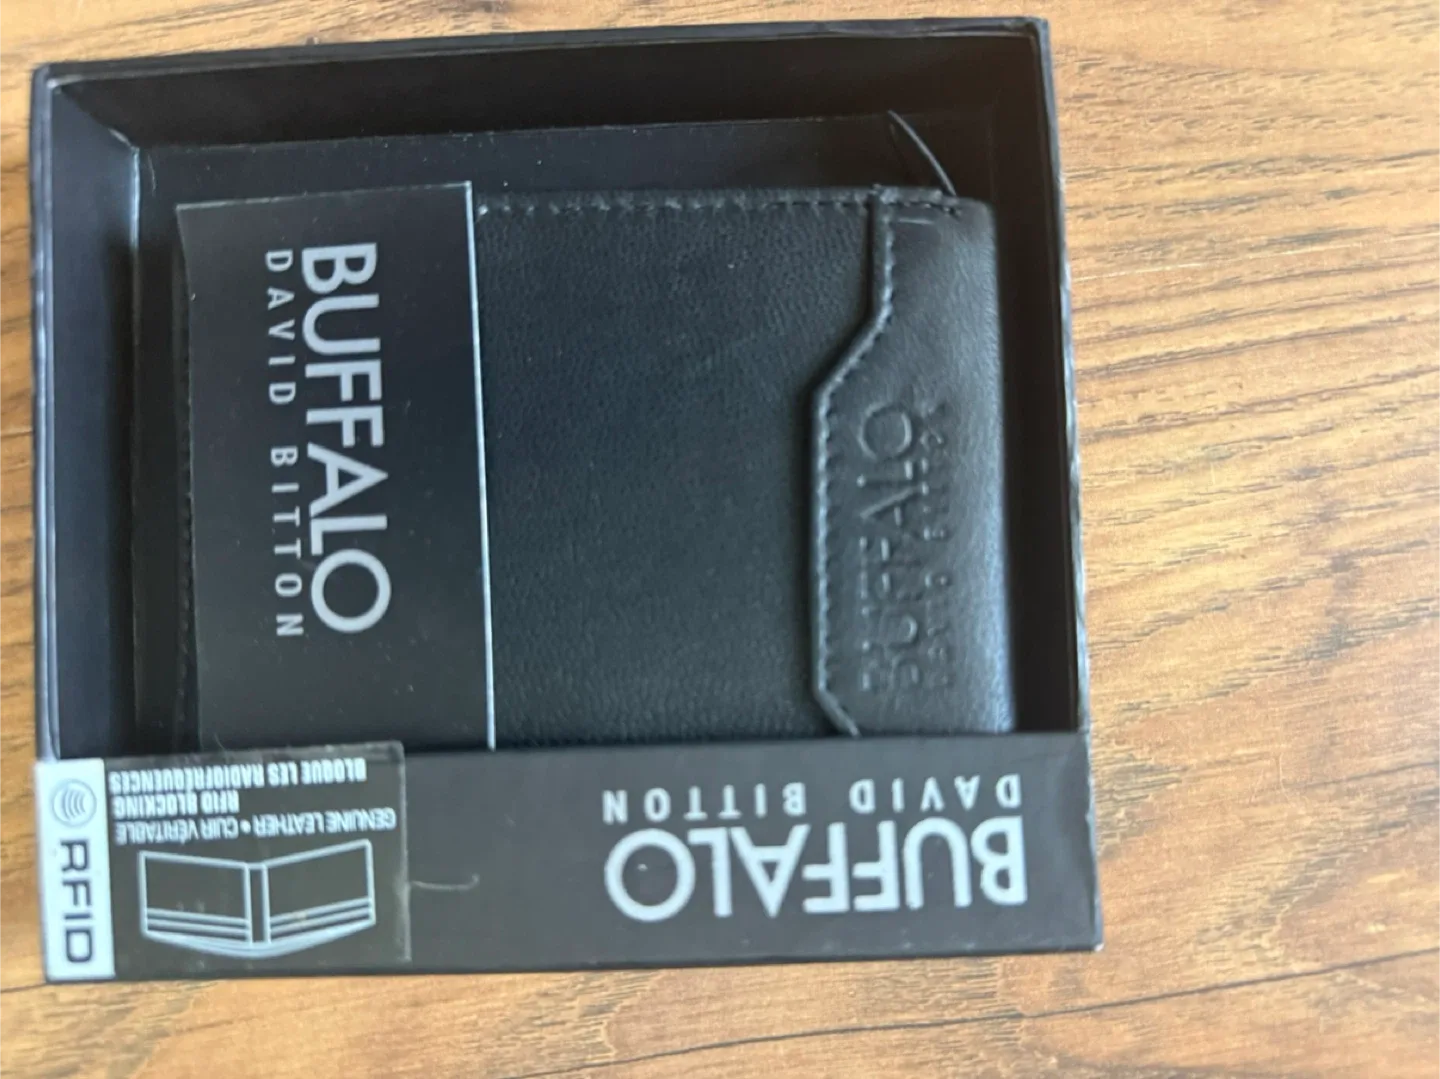 BUFFALO
DAVID BITTON
BUFFALO
DAVID BITTON
BUFFALO
DAVID BITTON
GENUINE LEATHER • CUIR VÉRITABLE
RFID BLOCKING
BLOQUE LES RADIOFRÉQUENCES
RFID